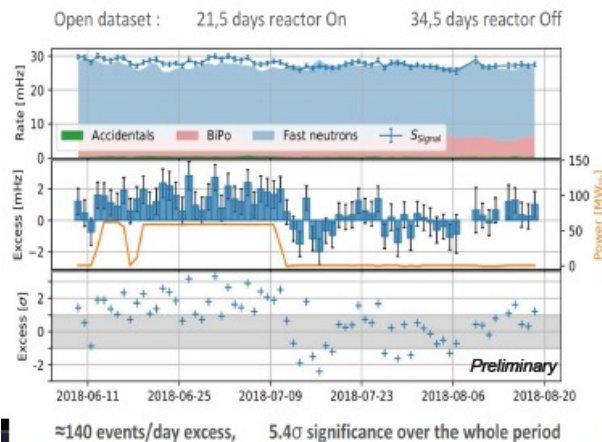 Open dataset : 21,5 days reactor On 34,5 days reactor Off
30
20
10
0
Rate [mHz]
Accidentals BiPo Fast neutrons S_Signal
2
0
−2
Excess [mHz]
150
100
50
0
Power [MW_th]
2
0
−2
Excess [σ]
Preliminary
2018-06-11 2018-06-25 2018-07-09 2018-07-23 2018-08-06 2018-08-20
≈140 events/day excess, 5.4σ significance over the whole period